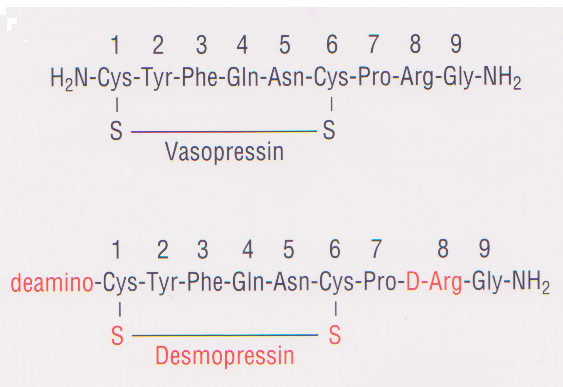 1 2 3 4 5 6 7 8 9
H₂N-Cys-Tyr-Phe-Gln-Asn-Cys-Pro-Arg-Gly-NH₂
S S
Vasopressin
1 2 3 4 5 6 7 8 9
deamino-Cys-Tyr-Phe-Gln-Asn-Cys-Pro-D-Arg-Gly-NH₂
S S
Desmopressin